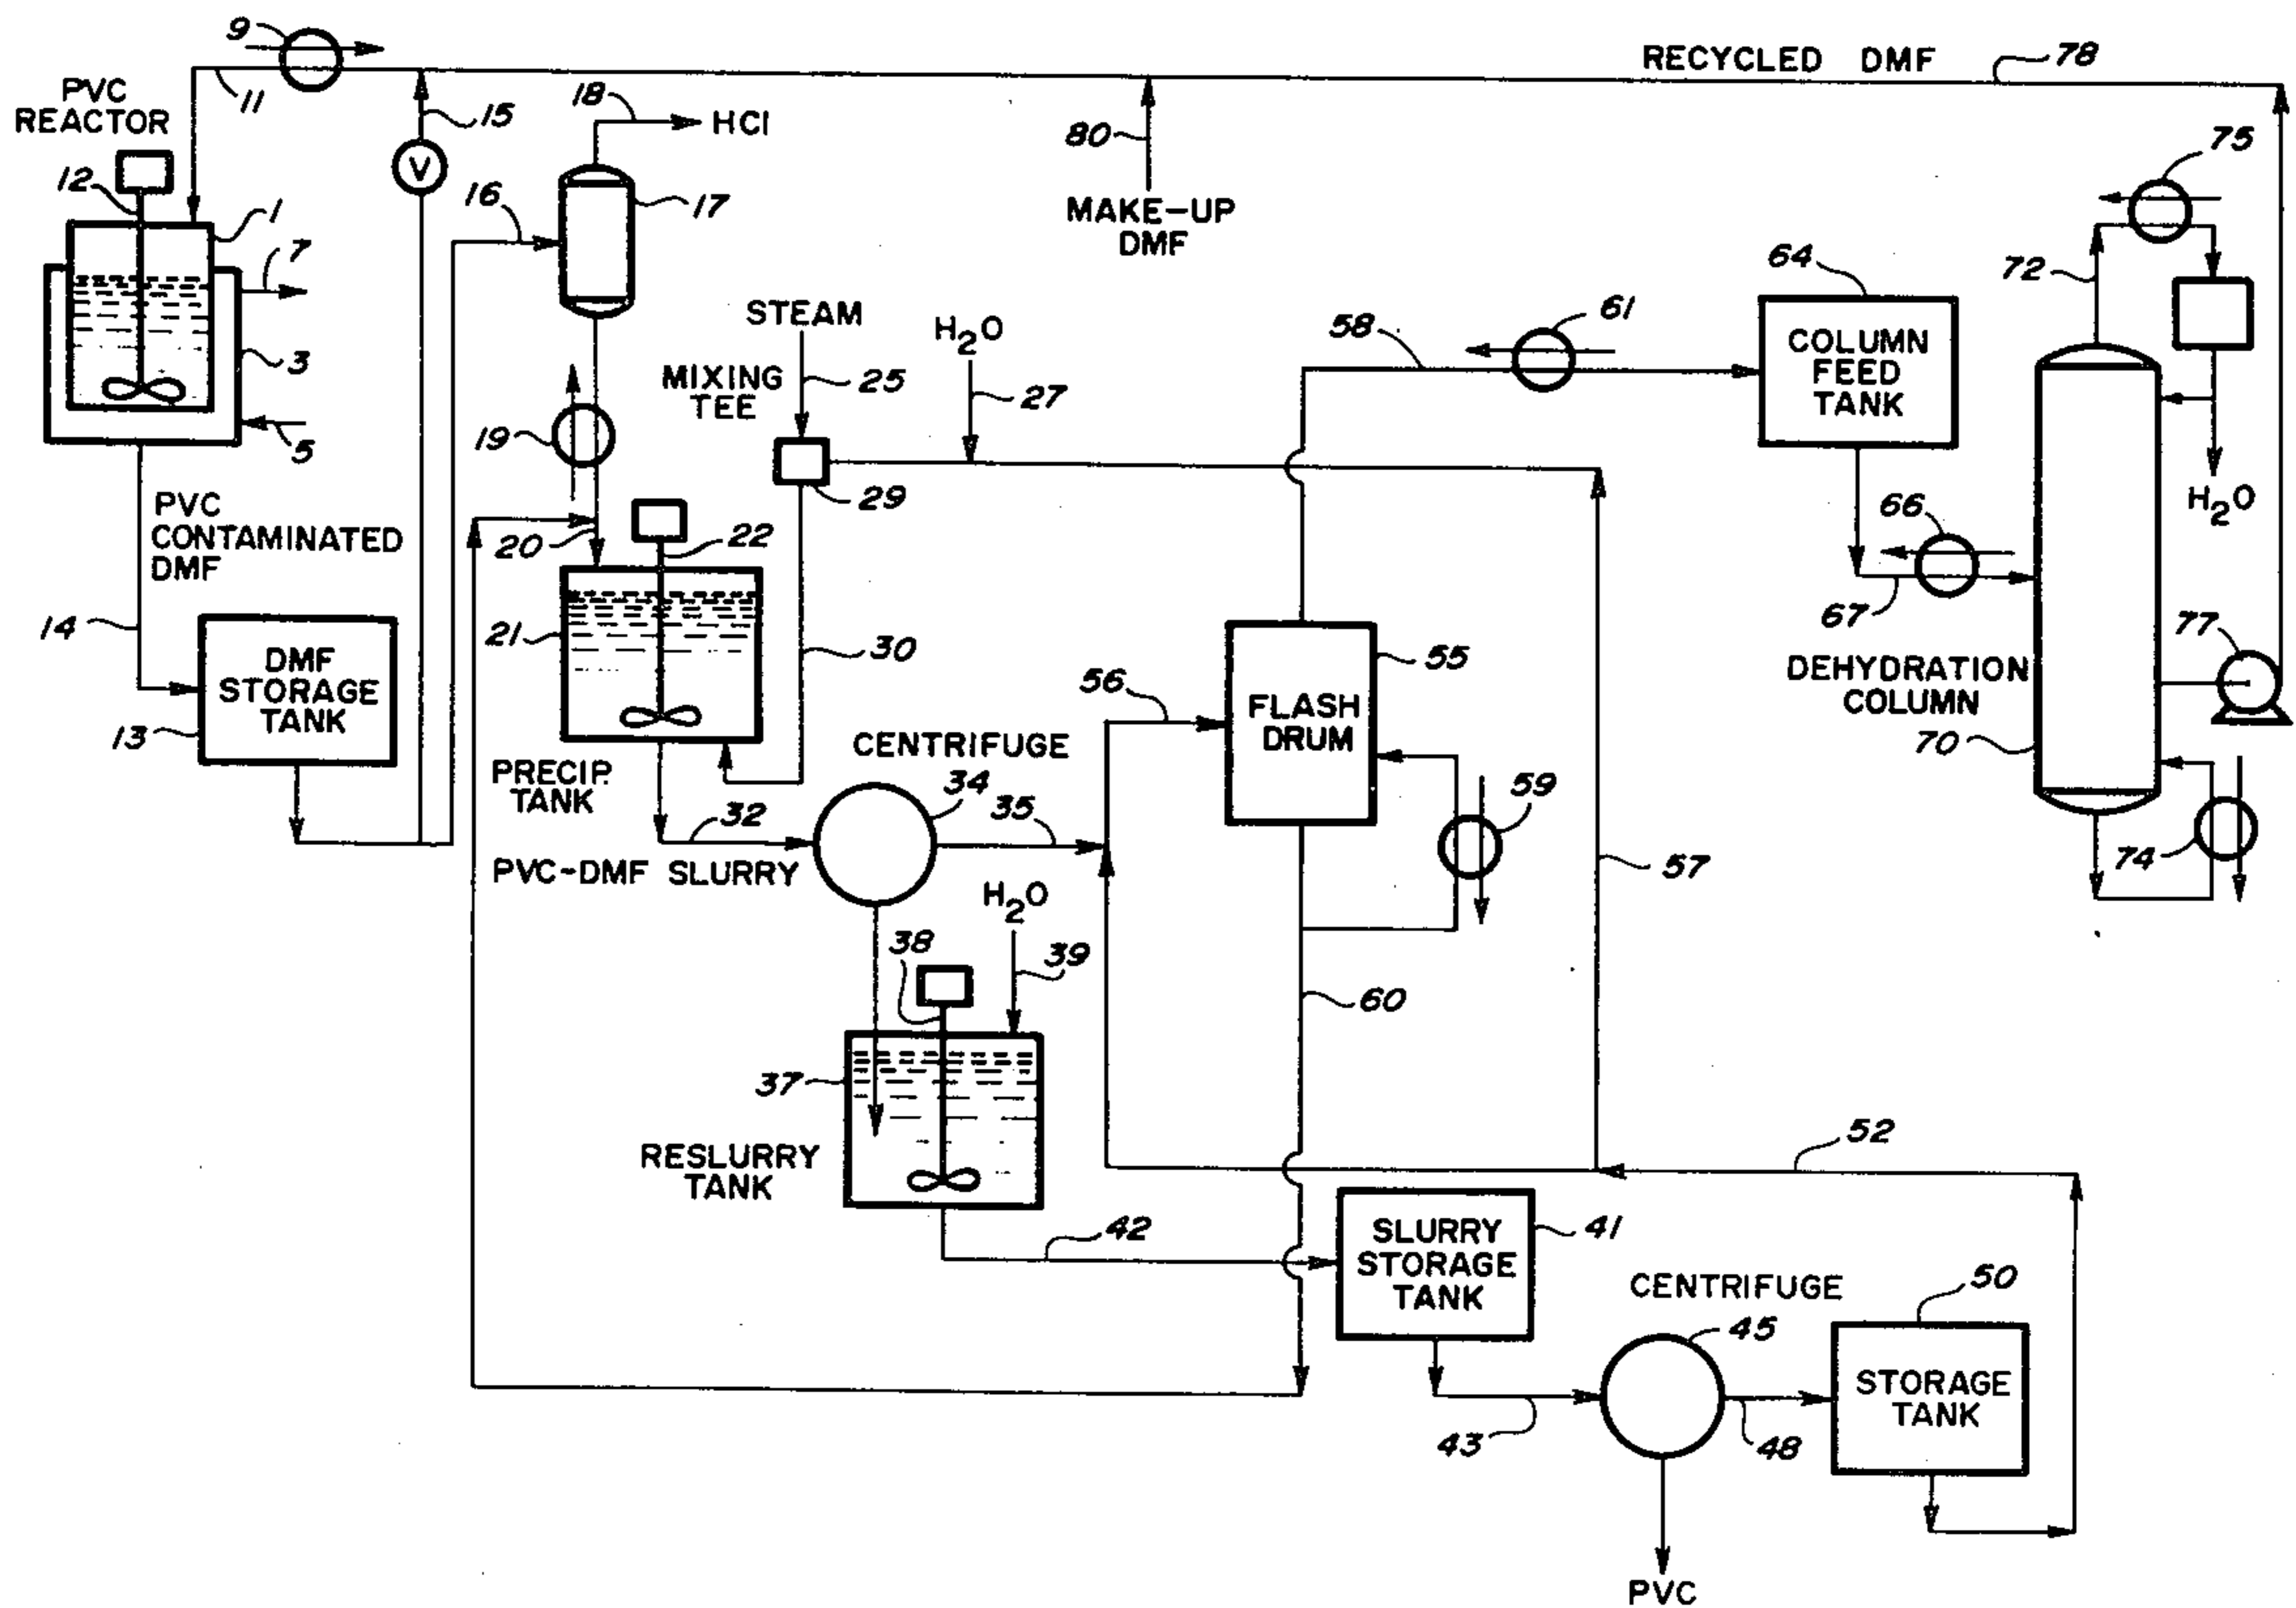 9
RECYCLED DMF
78
PVC
REACTOR
11
15
18
HCl
80
MAKE-UP
DMF
75
12
V
16
17
1
7
72
64
COLUMN
FEED
TANK
STEAM
H2O
58
61
3
MIXING
TEE
25
27
5
19
29
H2O
PVC
CONTAMINATED
DMF
20
22
66
14
21
30
67
DMF
STORAGE
TANK
13
56
FLASH
DRUM
55
DEHYDRATION
COLUMN
70
77
PRECIP.
TANK
CENTRIFUGE
34
32
35
59
PVC-DMF SLURRY
H2O
57
74
38
39
60
37
RESLURRY
TANK
52
42
SLURRY
STORAGE
TANK
41
CENTRIFUGE
45
50
STORAGE
TANK
43
48
PVC